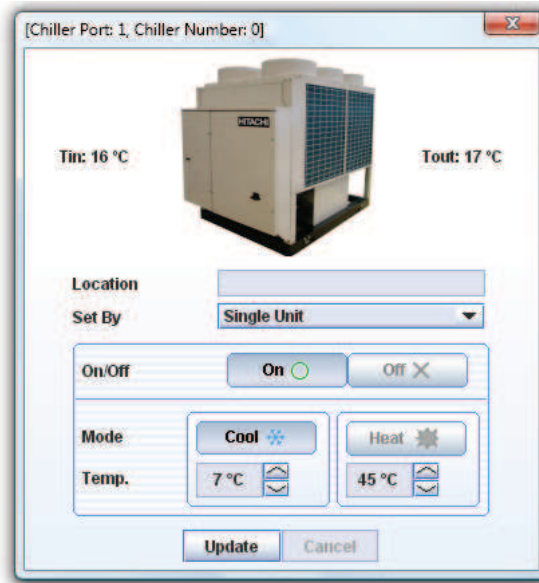 [Chiller Port: 1, Chiller Number: 0]
HITACHI
Tin: 16 °C
Tout: 17 °C
Location
Set By
Single Unit
On/Off
On
Off
Mode
Cool
Heat
Temp.
7 °C
45 °C
Update
Cancel